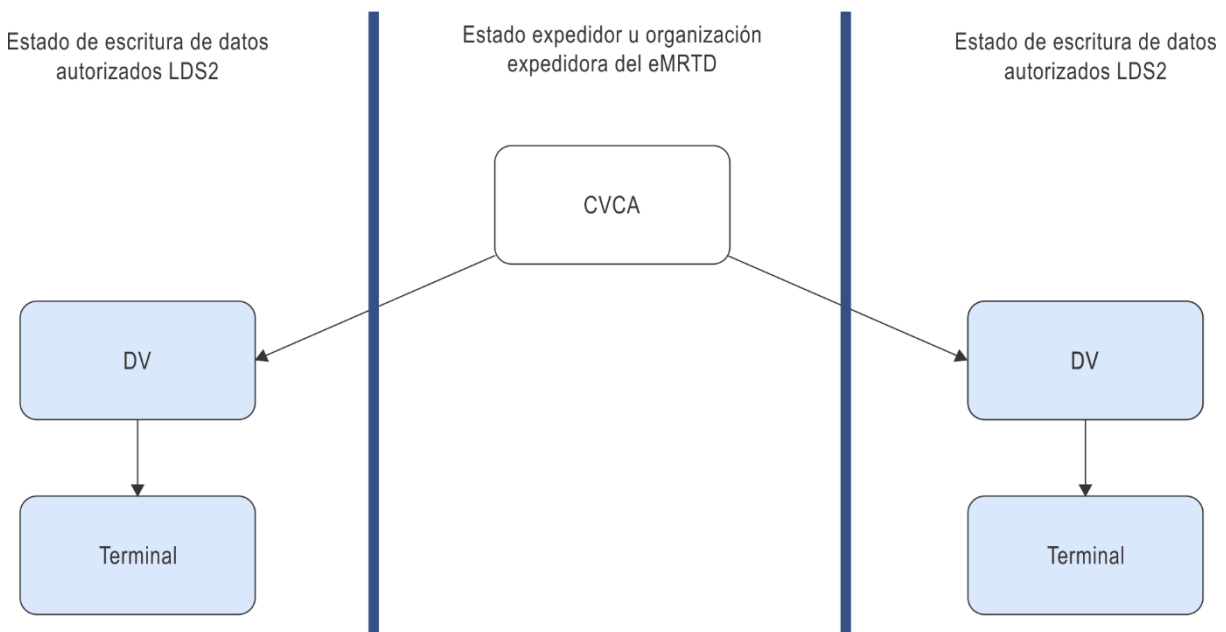 Estado de escritura de datos
autorizados LDS2
Estado expedidor u organización
expedidora del eMRTD
Estado de escritura de datos
autorizados LDS2
CVCA
DV
DV
Terminal
Terminal